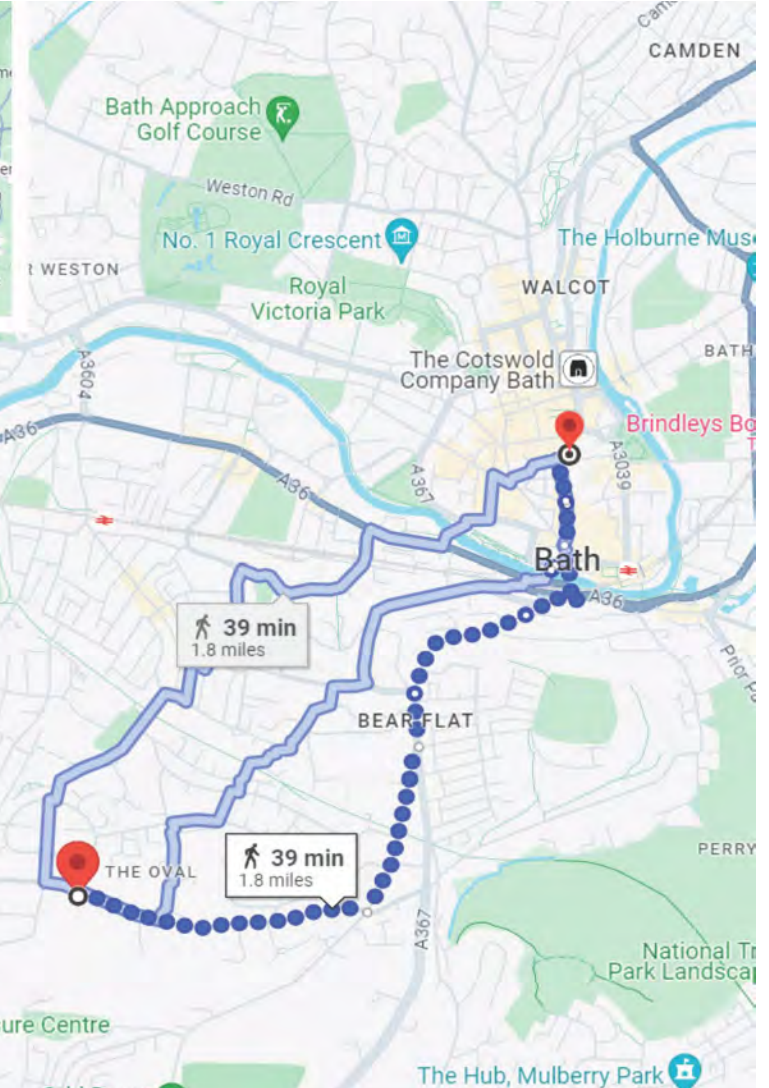 CAMDEN
Bath Approach
Golf Course
Weston Rd
No. 1 Royal Crescent
The Holburne Muse
WESTON
WALCOT
Royal
Victoria Park
A3604
The Cotswold
Company Bath
BATH
A36
Brindleys Bo
A36
A367
A3039
Bath
A36
39 min
1.8 miles
Prior Pa
BEAR FLAT
39 min
1.8 miles
THE OVAL
PERRY
A367
National Tr
Park Landscap
ure Centre
The Hub, Mulberry Park